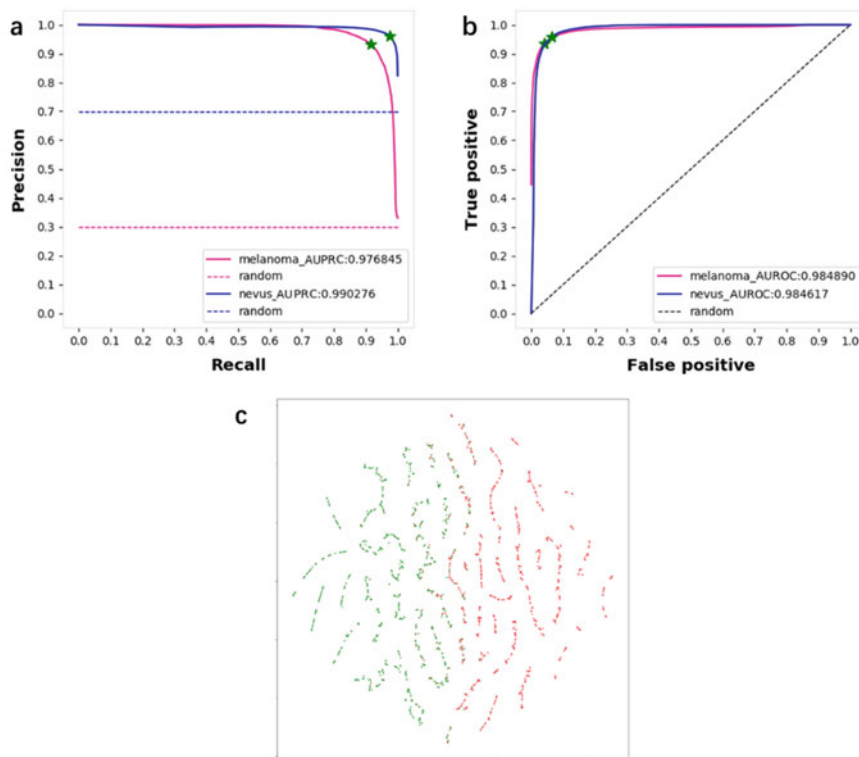 a
1.0
0.9
0.8
0.7
0.6
0.5
0.4
0.3
0.2
0.1
0.0
Precision
melanoma_AUPRC:0.976845
random
nevus_AUPRC:0.990276
random
0.0 0.1 0.2 0.3 0.4 0.5 0.6 0.7 0.8 0.9 1.0
Recall
b
1.0
0.9
0.8
0.7
0.6
0.5
0.4
0.3
0.2
0.1
0.0
True positive
melanoma_AUROC:0.984890
nevus_AUROC:0.984617
random
0.0 0.1 0.2 0.3 0.4 0.5 0.6 0.7 0.8 0.9 1.0
False positive
c